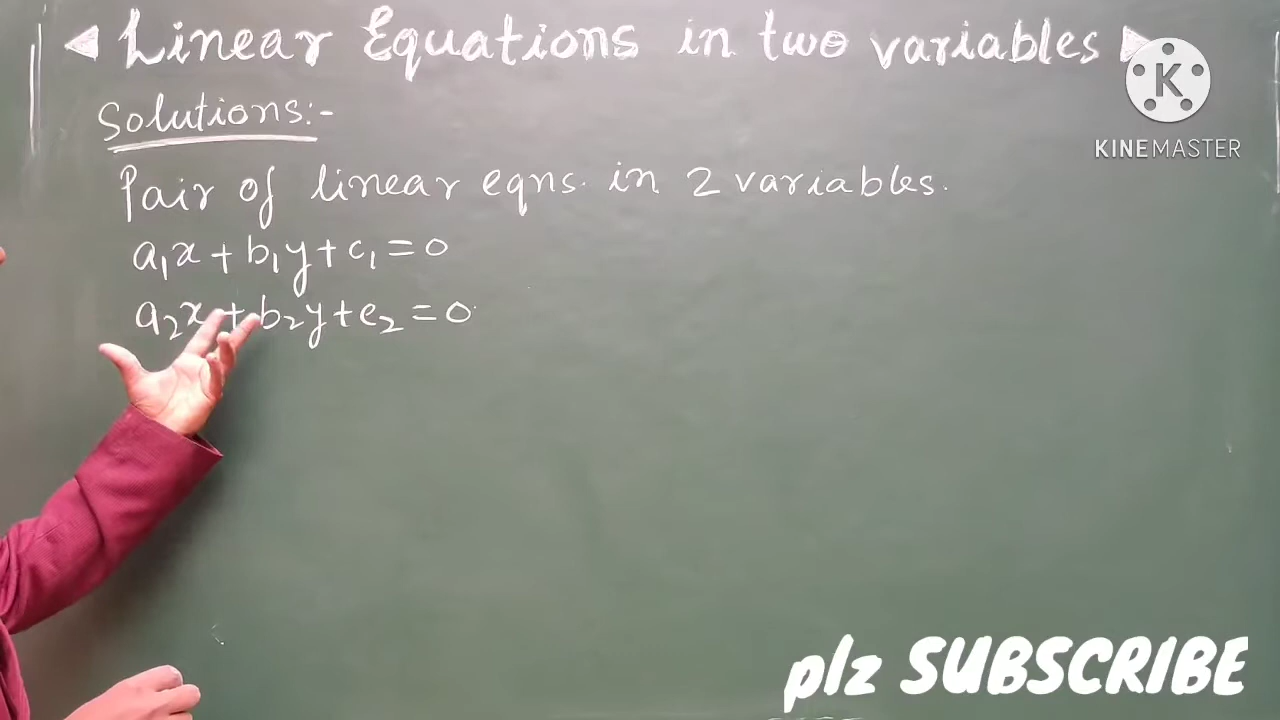 Linear Equations in two variables
Solutions:-
Pair of linear eqns. in 2 variables.
a₁x + b₁y + c₁ = 0
a₂x + b₂y + c₂ = 0
K
KINEMASTER
plz SUBSCRIBE